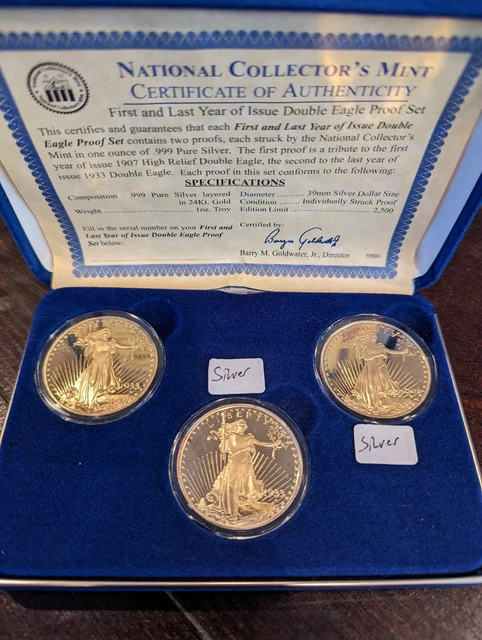 NATIONAL COLLECTOR'S MINT
CERTIFICATE OF AUTHENTICITY
First and Last Year of Issue Double Eagle Proof Set
This certifies and guarantees that each First and Last Year of Issue Double
Eagle Proof Set contains two proofs, each struck by the National Collector's
Mint in one ounce of .999 Pure Silver. The first proof is a tribute to the first
year of issue 1907 High Relief Double Eagle, the second to the last year of
issue 1933 Double Eagle. Each proof in this set conforms to the following:
SPECIFICATIONS
Composition .999 Pure Silver layered in 24Kt. Gold
Diameter 39mm Silver Dollar Size
Condition Individually Struck Proof
Weight 1oz. Troy
Edition Limit 2,500
Fill in the serial number on your First and
Last Year of Issue Double Eagle Proof
Set below:
Certified by:
Barry Goldwater Jr.
Barry M. Goldwater, Jr., Director
Silver
LIBERTY
1933
Silver